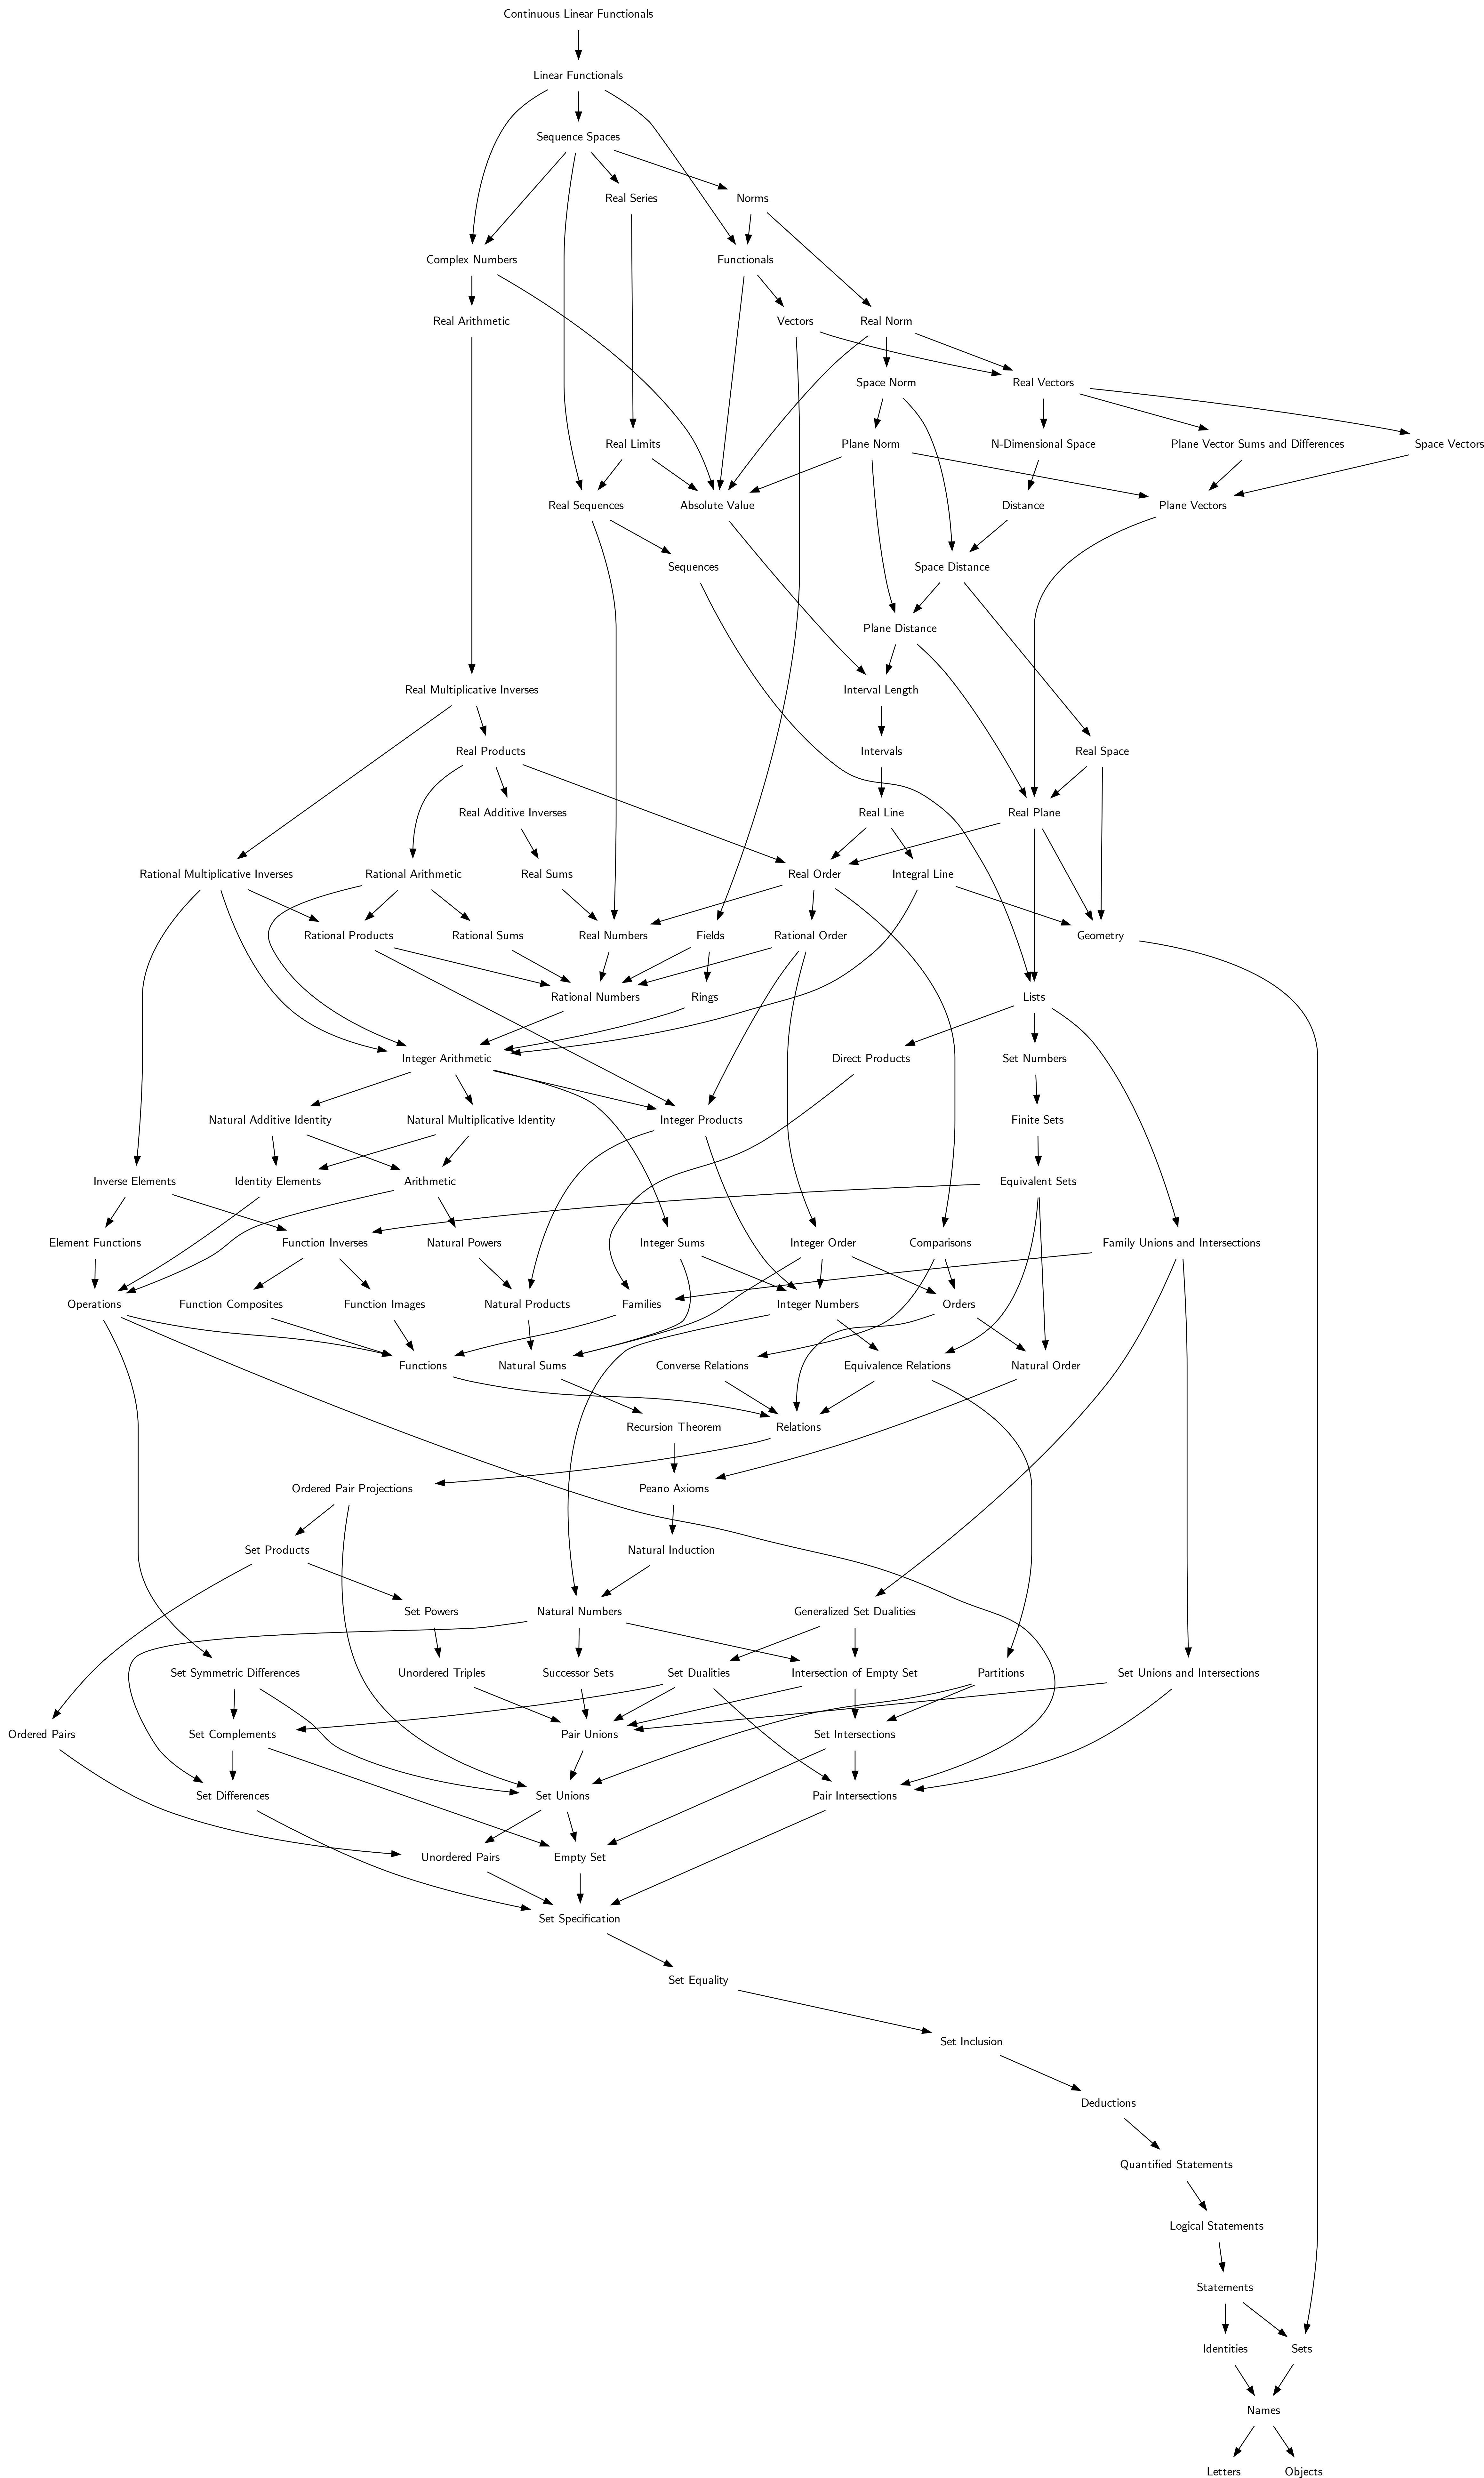 Continuous Linear Functionals
Linear Functionals
Sequence Spaces
Real Series
Norms
Complex Numbers
Functionals
Real Arithmetic
Vectors
Real Norm
Space Norm
Real Vectors
Real Limits
Plane Norm
N-Dimensional Space
Plane Vector Sums and Differences
Space Vectors
Real Sequences
Absolute Value
Distance
Plane Vectors
Sequences
Space Distance
Plane Distance
Real Multiplicative Inverses
Interval Length
Real Products
Intervals
Real Space
Real Additive Inverses
Real Line
Real Plane
Rational Multiplicative Inverses
Rational Arithmetic
Real Sums
Real Order
Integral Line
Rational Products
Rational Sums
Real Numbers
Fields
Rational Order
Geometry
Rational Numbers
Rings
Lists
Integer Arithmetic
Direct Products
Set Numbers
Natural Additive Identity
Natural Multiplicative Identity
Integer Products
Finite Sets
Inverse Elements
Identity Elements
Arithmetic
Equivalent Sets
Element Functions
Function Inverses
Natural Powers
Integer Sums
Integer Order
Comparisons
Family Unions and Intersections
Operations
Function Composites
Function Images
Natural Products
Families
Integer Numbers
Orders
Functions
Natural Sums
Converse Relations
Equivalence Relations
Natural Order
Recursion Theorem
Relations
Ordered Pair Projections
Peano Axioms
Set Products
Natural Induction
Set Powers
Natural Numbers
Generalized Set Dualities
Set Symmetric Differences
Unordered Triples
Successor Sets
Set Dualities
Intersection of Empty Set
Partitions
Set Unions and Intersections
Ordered Pairs
Set Complements
Pair Unions
Set Intersections
Set Differences
Set Unions
Pair Intersections
Unordered Pairs
Empty Set
Set Specification
Set Equality
Set Inclusion
Deductions
Quantified Statements
Logical Statements
Statements
Identities
Sets
Names
Letters
Objects